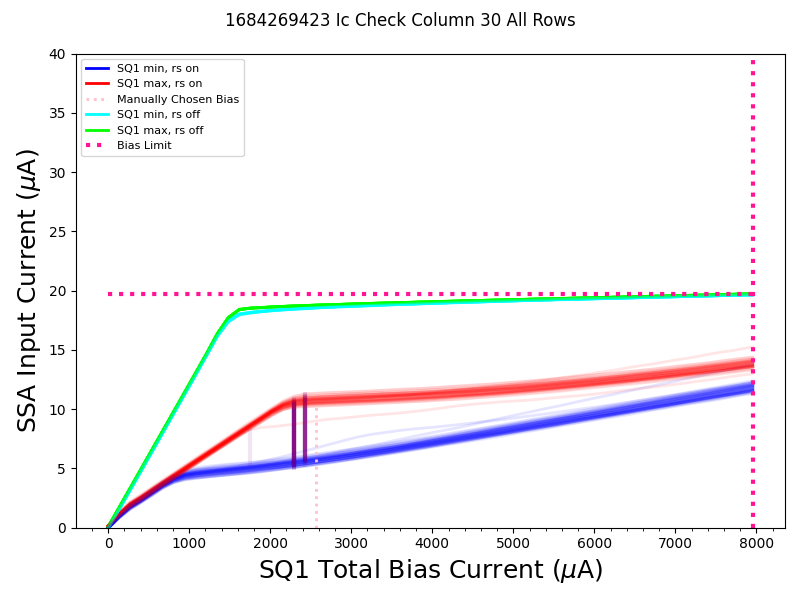 1684269423 Ic Check Column 30 All Rows
SQ1 min, rs on
SQ1 max, rs on
Manually Chosen Bias
SQ1 min, rs off
SQ1 max, rs off
Bias Limit
SSA Input Current (μA)
40
35
30
25
20
15
10
5
0
0 1000 2000 3000 4000 5000 6000 7000 8000
SQ1 Total Bias Current (μA)